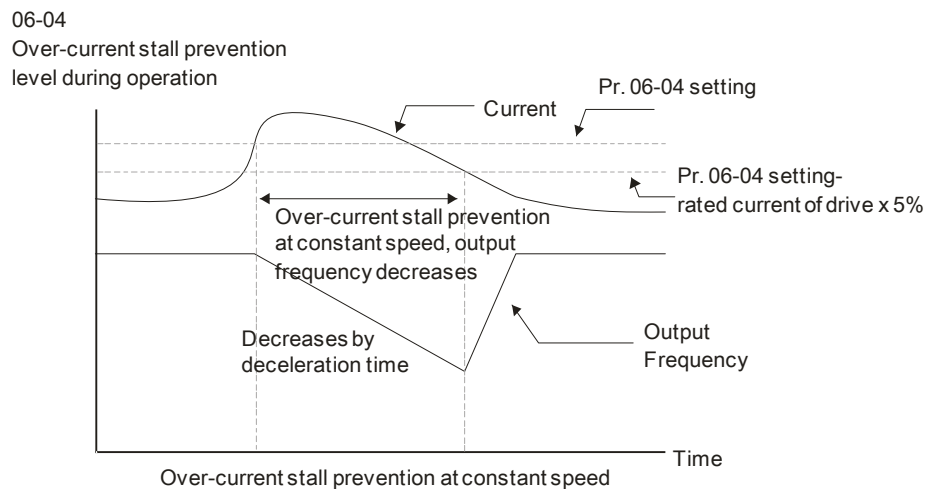 06-04
Over-current stall prevention
level during operation
Pr. 06-04 setting
Current
Pr. 06-04 setting-
rated current of drive x 5%
Over-current stall prevention
at constant speed, output
frequency decreases
Decreases by
deceleration time
Output
Frequency
Time
Over-current stall prevention at constant speed